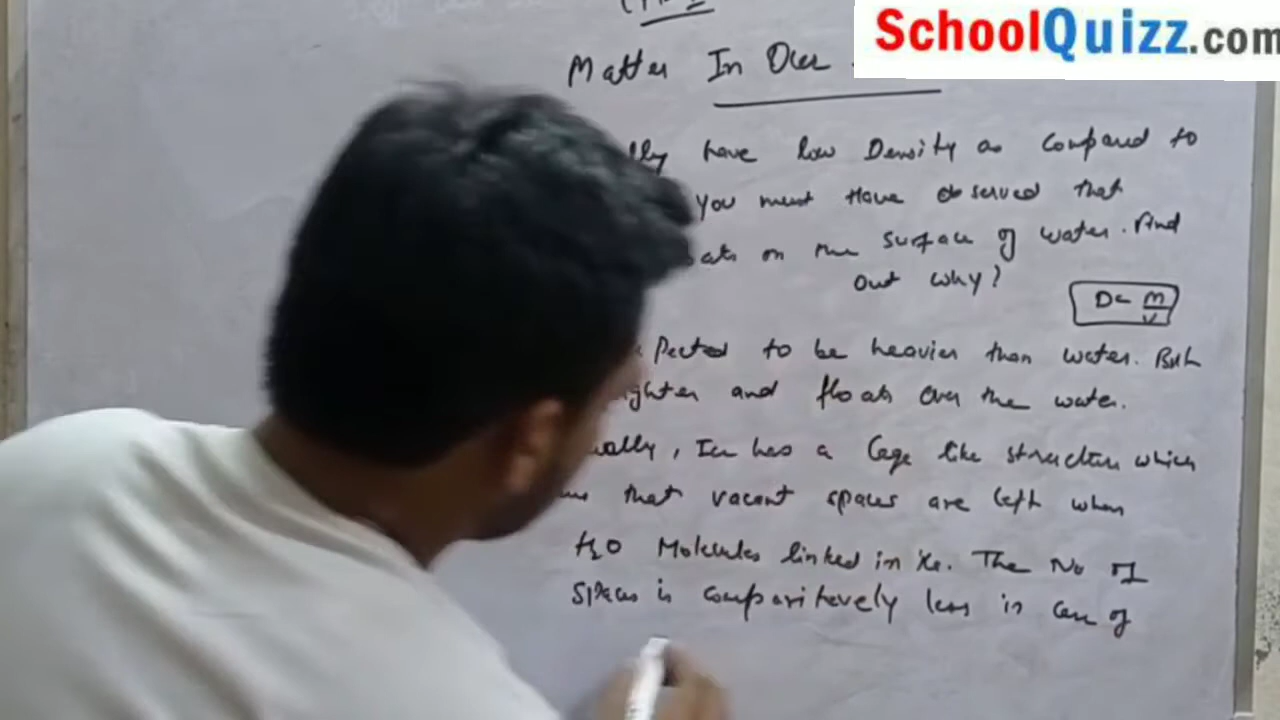 SchoolQuizz.com
Matter In Our
have low Density as compared to
You must Have observed that
on the surface of water. Find
out why?
D = M
V
to be heavier than water. But
and floats over the water.
, Ice has a Cage like structure which
that vacant spaces are left when
H2O Molecules linked in ice. The No of
spaces is comparitevely less in case of